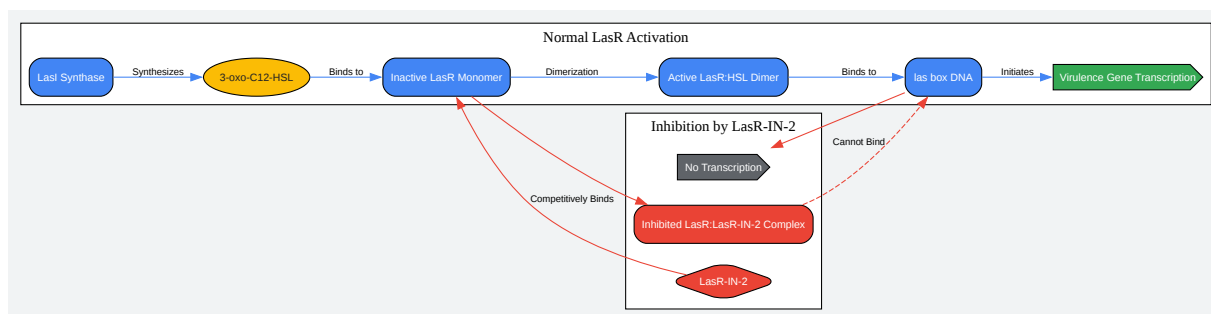 Normal LasR Activation
LasI Synthase
Synthesizes
3-oxo-C12-HSL
Binds to
Inactive LasR Monomer
Dimerization
Active LasR:HSL Dimer
Binds to
las box DNA
Initiates
Virulence Gene Transcription
Inhibition by LasR-IN-2
No Transcription
Cannot Bind
Competitively Binds
Inhibited LasR:LasR-IN-2 Complex
LasR-IN-2